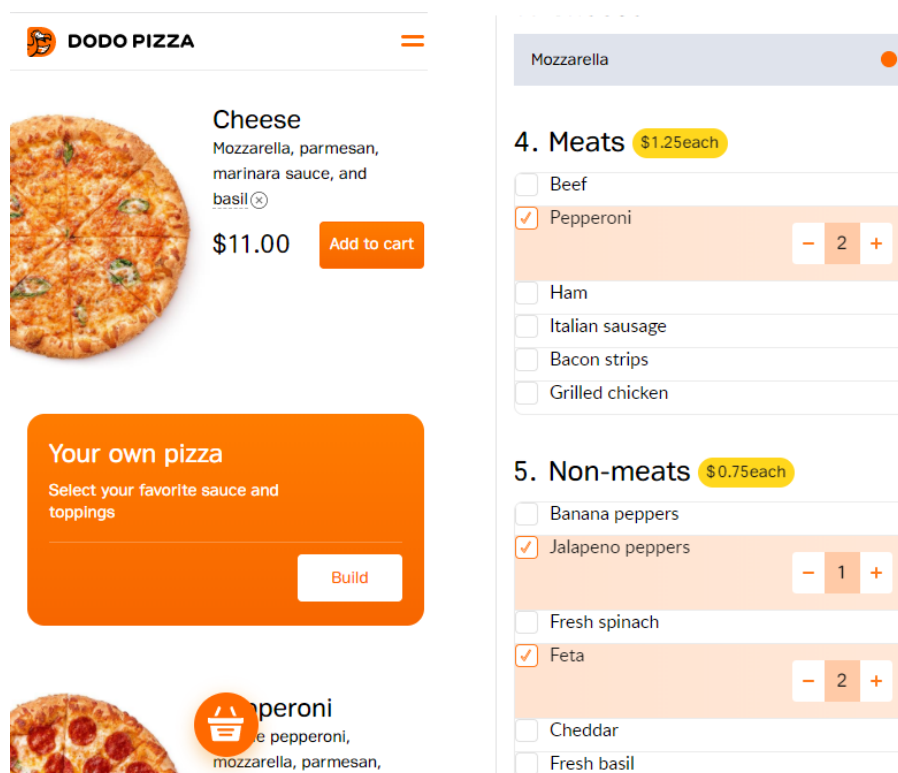 DODO PIZZA
Cheese
Mozzarella, parmesan,
marinara sauce, and
basil
$11.00
Add to cart
Your own pizza
Select your favorite sauce and
toppings
Build
peroni
pepperoni,
mozzarella, parmesan,
Mozzarella
4. Meats $1.25each
Beef
Pepperoni
- 2 +
Ham
Italian sausage
Bacon strips
Grilled chicken
5. Non-meats $0.75each
Banana peppers
Jalapeno peppers
- 1 +
Fresh spinach
Feta
- 2 +
Cheddar
Fresh basil